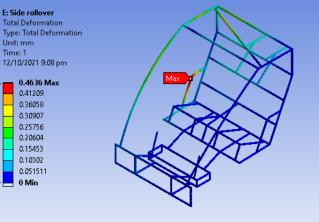 E: Side rollover
Total Deformation
Type: Total Deformation
Unit: mm
Time: 1
12/10/2021 9:08 pm
0.4636 Max
0.41209
0.36058
0.30907
0.25756
0.20604
0.15453
0.10302
0.051511
0 Min
Max